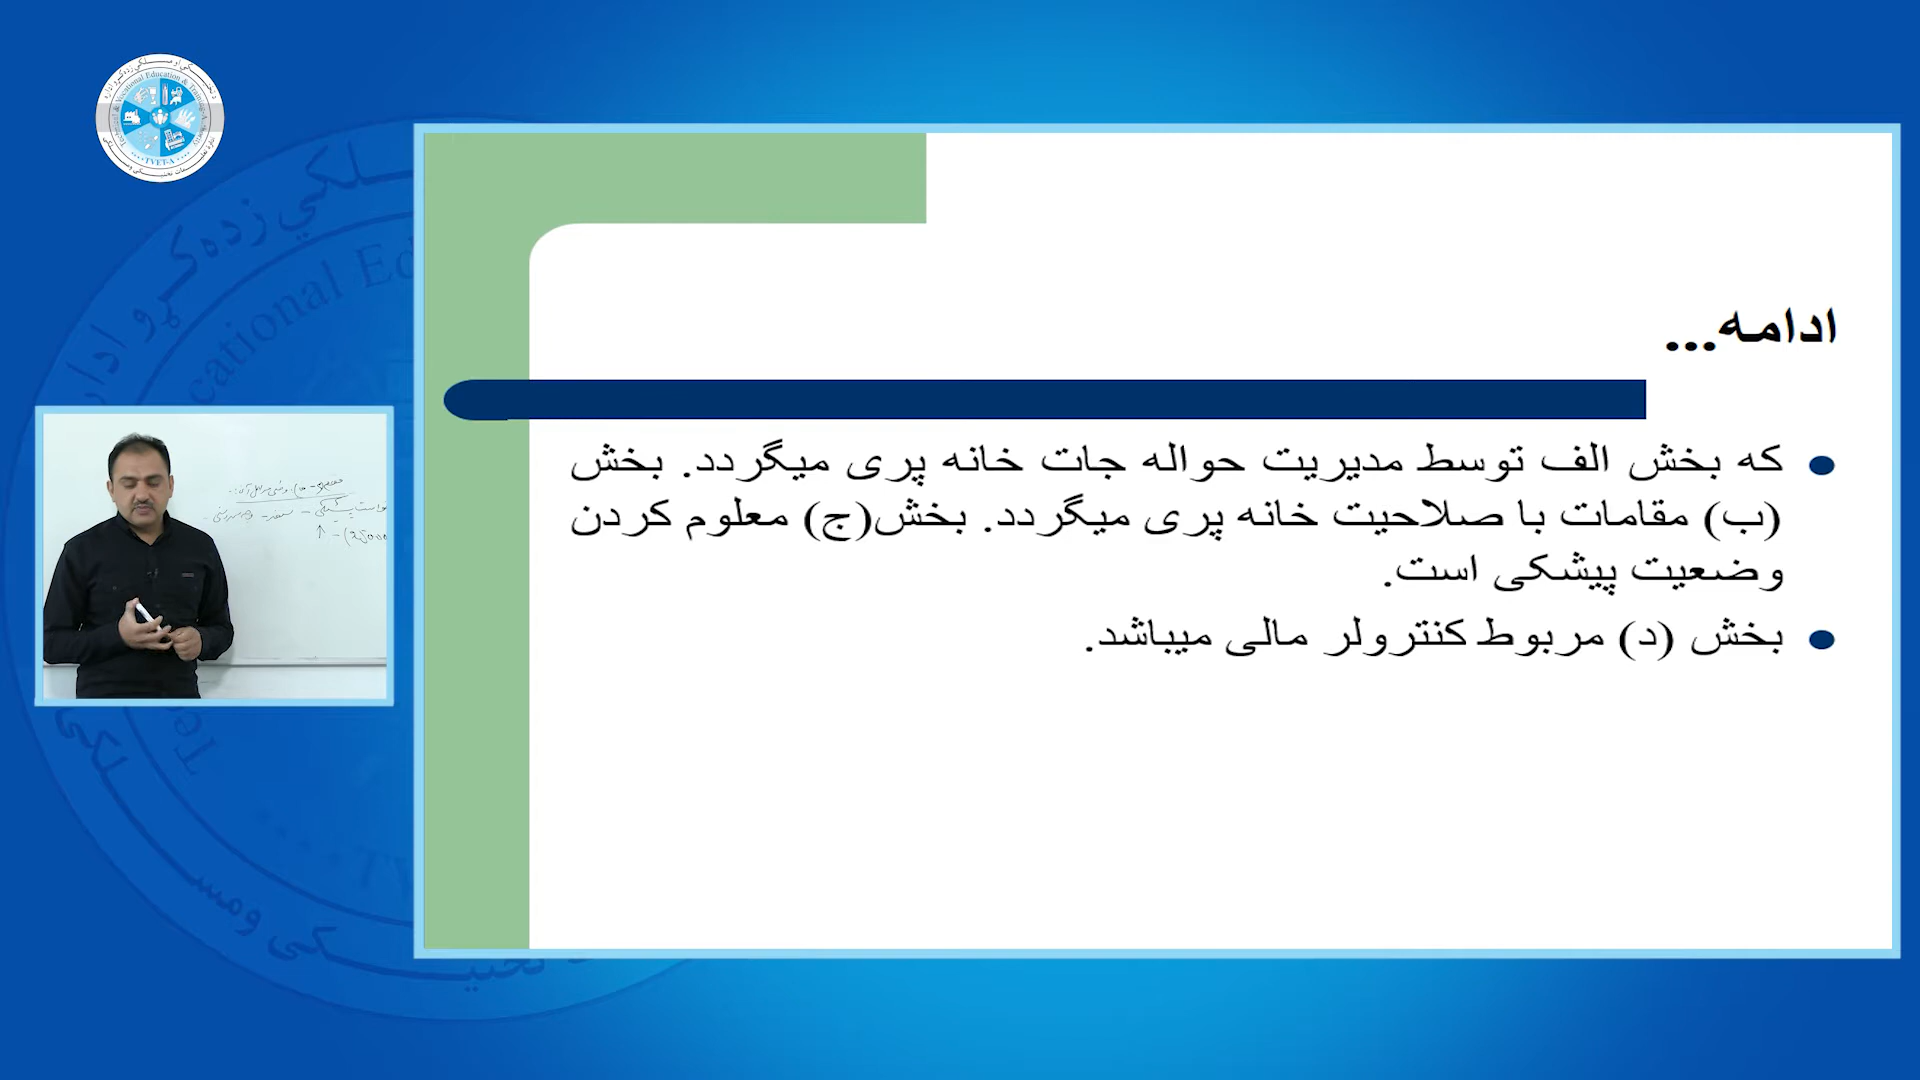 ادامه...
که بخش الف توسط مدیریت حواله جات خانه پری میگردد. بخش
(ب) مقامات با صلاحیت خانه پری میگردد. بخش(ج) معلوم کردن
وضعیت پیشکی است.
بخش (د) مربوط کنترولر مالی میباشد.
TVET-A